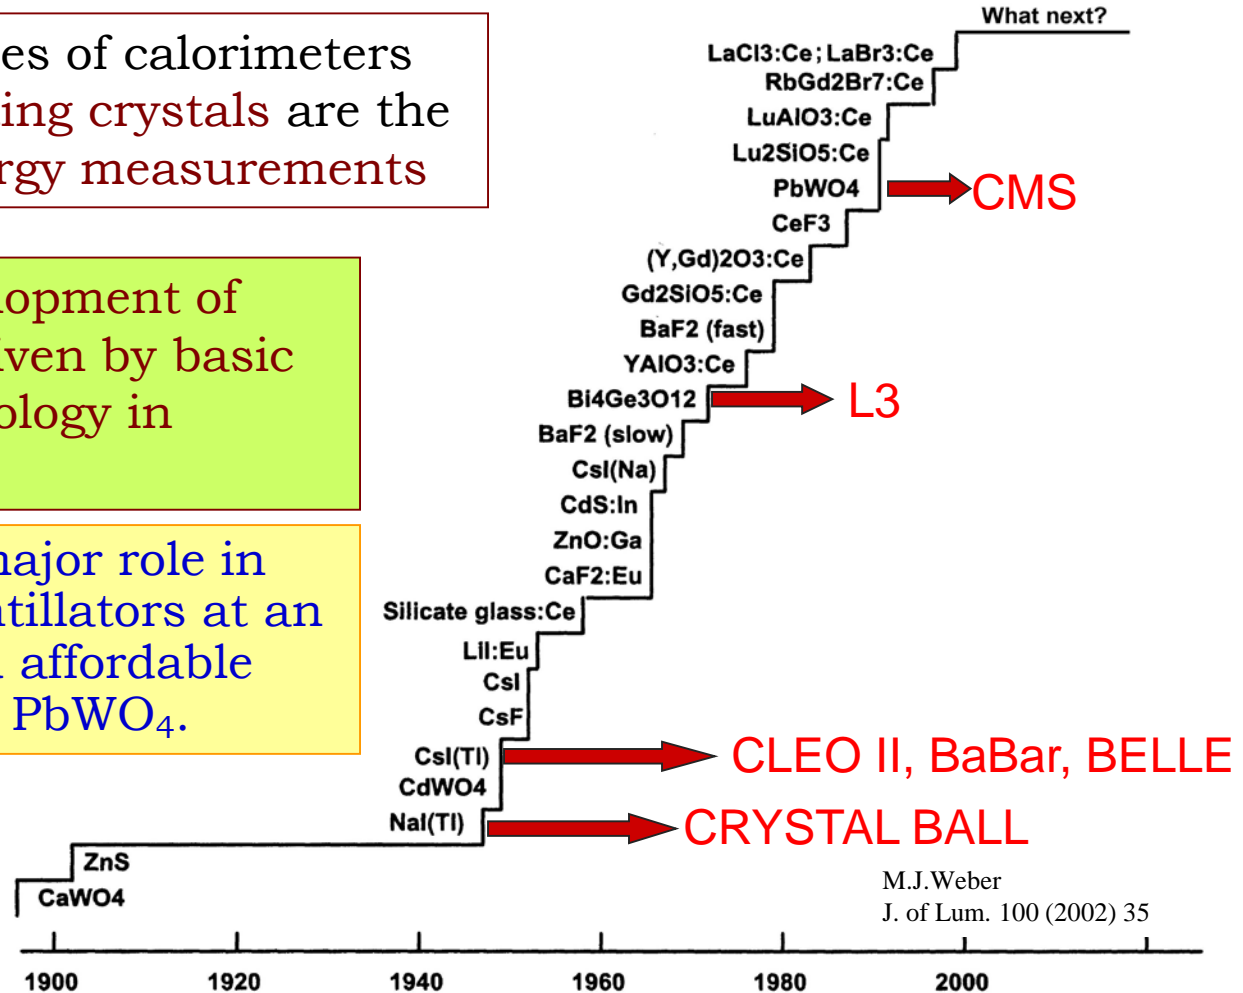 es of calorimeters
ing crystals are the
rgy measurements
lopment of
iven by basic
ology in
major role in
ntillators at an
affordable
PbWO₄.
What next?
LaCl3:Ce; LaBr3:Ce
RbGd2Br7:Ce
LuAlO3:Ce
Lu2SiO5:Ce
PbWO4
CMS
CeF3
(Y,Gd)2O3:Ce
Gd2SiO5:Ce
BaF2 (fast)
YAlO3:Ce
Bi4Ge3O12
L3
BaF2 (slow)
CsI(Na)
CdS:In
ZnO:Ga
CaF2:Eu
Silicate glass:Ce
LiI:Eu
CsI
CsF
CsI(Tl)
CLEO II, BaBar, BELLE
CdWO4
NaI(Tl)
CRYSTAL BALL
ZnS
CaWO4
M.J.Weber
J. of Lum. 100 (2002) 35
1900 1920 1940 1960 1980 2000